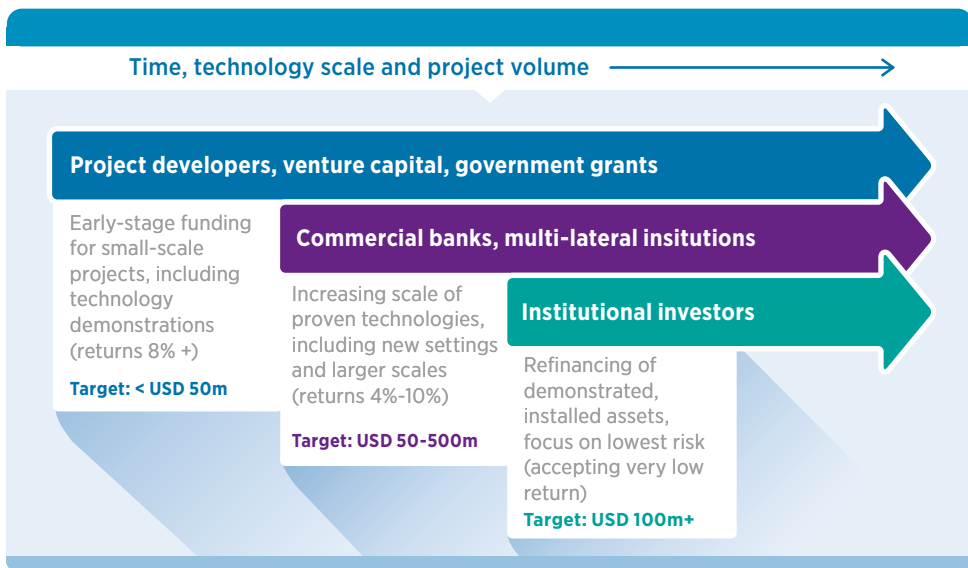 Time, technology scale and project volume
Project developers, venture capital, government grants
Early-stage funding
for small-scale
projects, including
technology
demonstrations
(returns 8% +)
Target: < USD 50m
Commercial banks, multi-lateral insitutions
Increasing scale of
proven technologies,
including new settings
and larger scales
(returns 4%-10%)
Target: USD 50-500m
Institutional investors
Refinancing of
demonstrated,
installed assets,
focus on lowest risk
(accepting very low
return)
Target: USD 100m+